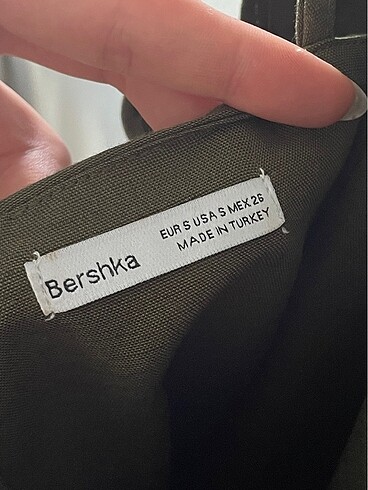 Bershka
EUR S USA S MEX 26
MADE IN TURKEY